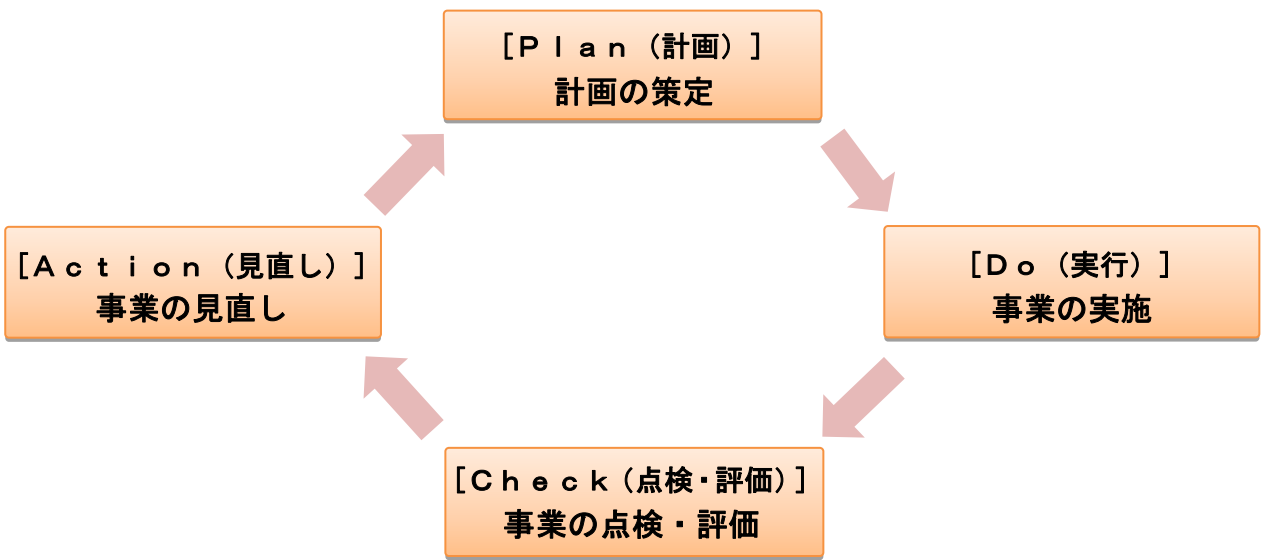 ［Ｐｌａｎ（計画）］
計画の策定
［Ａｃｔｉｏｎ（見直し）］
事業の見直し
［Ｄｏ（実行）］
事業の実施
［Ｃｈｅｃｋ（点検・評価）］
事業の点検・評価